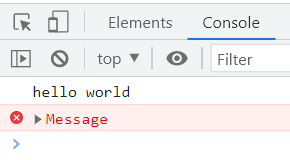 Elements Console
top Filter
hello world
Message